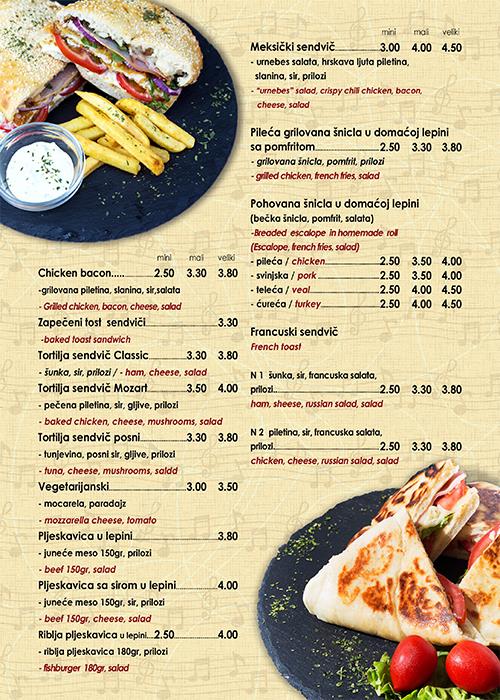 mini mali veliki
Chicken bacon.....2.50 3.30 3.80
-grilovana piletina, slanina, sir,salata
- Grilled chicken, bacon, cheese, salad
Zapečeni tost sendviči 3.30
-baked toast sandwich
Tortilja sendvič Classic 3.30 3.80
- šunka, sir, prilozi / - ham, cheese, salad
Tortilja sendvič Mozart 3.50 4.00
- pečena piletina, sir, gljive, prilozi
- baked chicken, cheese, mushrooms, salad
Tortilja sendvič posni 3.30 3.80
- tunjevina, posni sir, gljive, prilozi
- tuna, cheese, mushrooms, saldd
Vegetarijanski 3.00 3.50
- mocarela, paradajz
- mozzarella cheese, tomato
Pljeskavica u lepini 3.80
- juneće meso 150gr, prilozi
- beef 150gr, salad
Pljeskavica sa sirom u lepini 4.00
- juneće meso 150gr, sir, prilozi
- beef 150gr, cheese, salad
Riblja pljeskavica u lepini...2.50 4.00
- riblja pljeskavica 180gr, prilozi
- fishburger 180gr, salad
mini mali veliki
Meksički sendvič 3.00 4.00 4.50
- urnebes salata, hrskava ljuta piletina,
slanina, sir, prilozi
- "urnebes" salad, crispy chili chicken, bacon,
cheese, salad
Pileća grilovana šnicla u domaćoj lepini
sa pomfritom 2.50 3.30 3.80
- grilovana šnicla, pomfrit, prilozi
- grilled chicken, french fries, salad
Pohovana šnicla u domaćoj lepini
(bečka šnicla, pomfrit, salata)
-Breaded escalope in homemade roll
(Escalope, french fries, salad)
- pileća / chicken 2.50 3.50 4.00
- svinjska / pork 2.50 3.50 4.00
- teleća / veal 2.50 4.00 4.50
- ćureća / turkey 2.50 4.00 4.50
Francuski sendvič
French toast
N 1 šunka, sir, francuska salata,
prilozi 2.50 3.30 3.80
ham, sheese, russian salad, salad
N 2 piletina, sir, francuska salata,
prilozi 2.50 3.30 3.80
chicken, cheese, russian salad, salad